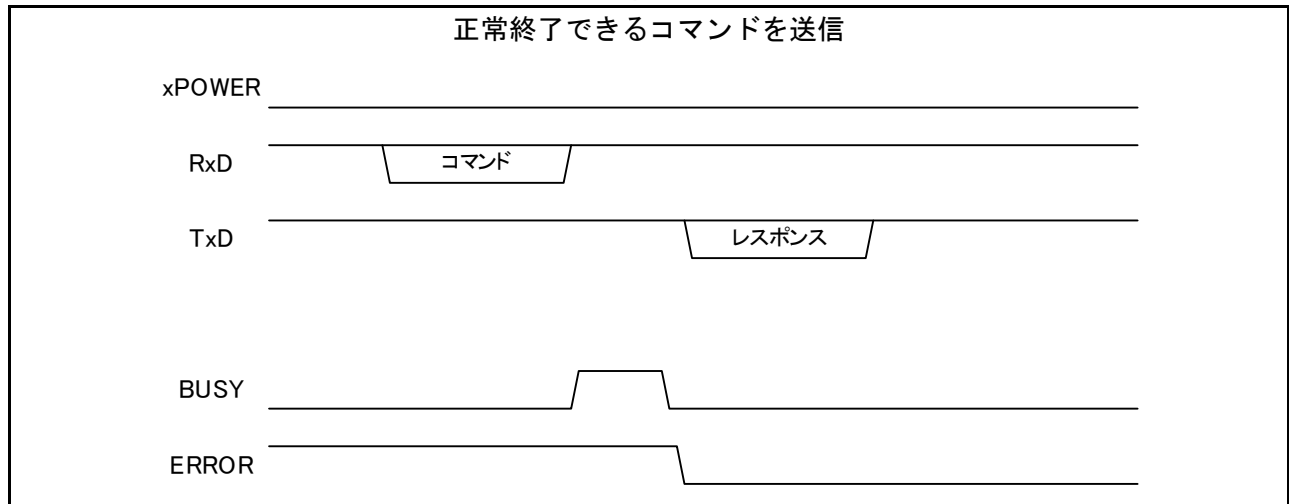 正常終了できるコマンドを送信
xPOWER
RxD
コマンド
TxD
レスポンス
BUSY
ERROR